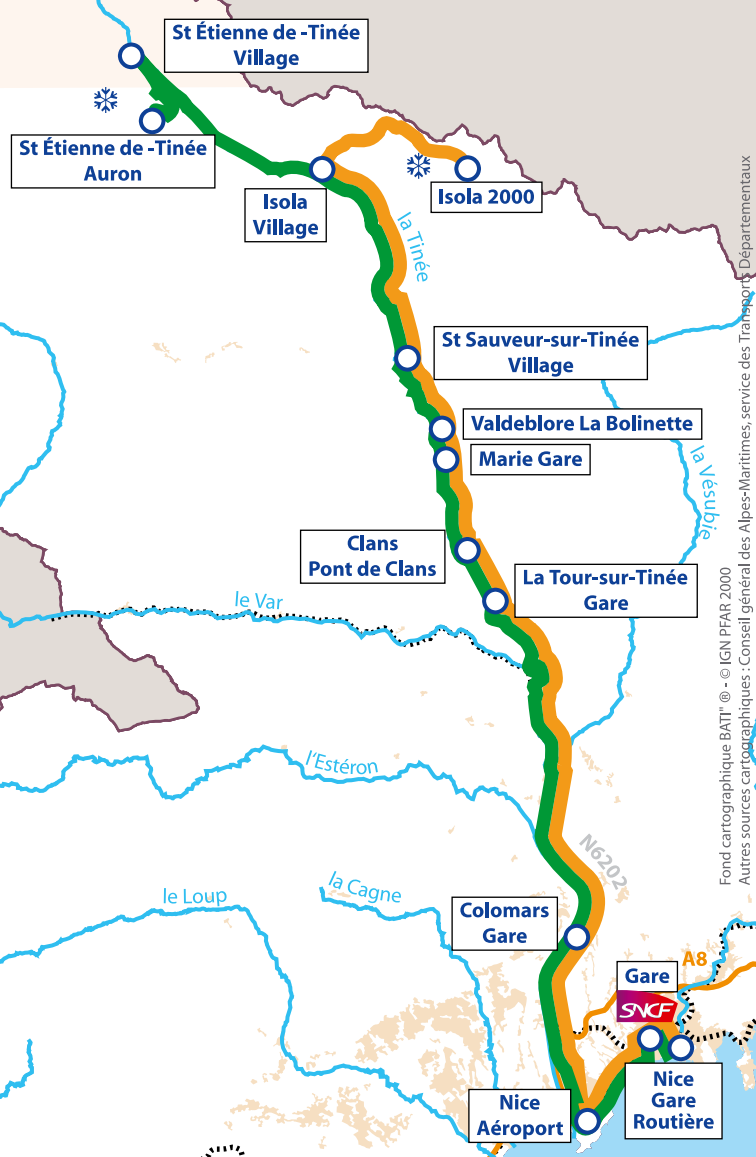 St Étienne de -Tinée
Village
St Étienne de -Tinée
Auron
Isola
Village
Isola 2000
la Tinée
St Sauveur-sur-Tinée
Village
Valdeblore La Bolinette
Marie Gare
la Vésubie
Clans
Pont de Clans
La Tour-sur-Tinée
Gare
le Var
l'Estéron
N6202
la Cagne
le Loup
Colomars
Gare
A8
Gare
SNCF
Nice
Aéroport
Nice
Gare
Routière
Fond cartographique BATI" ® - © IGN PFAR 2000
Autres sources cartographiques : Conseil général des Alpes-Maritimes, service des Transports Départementaux